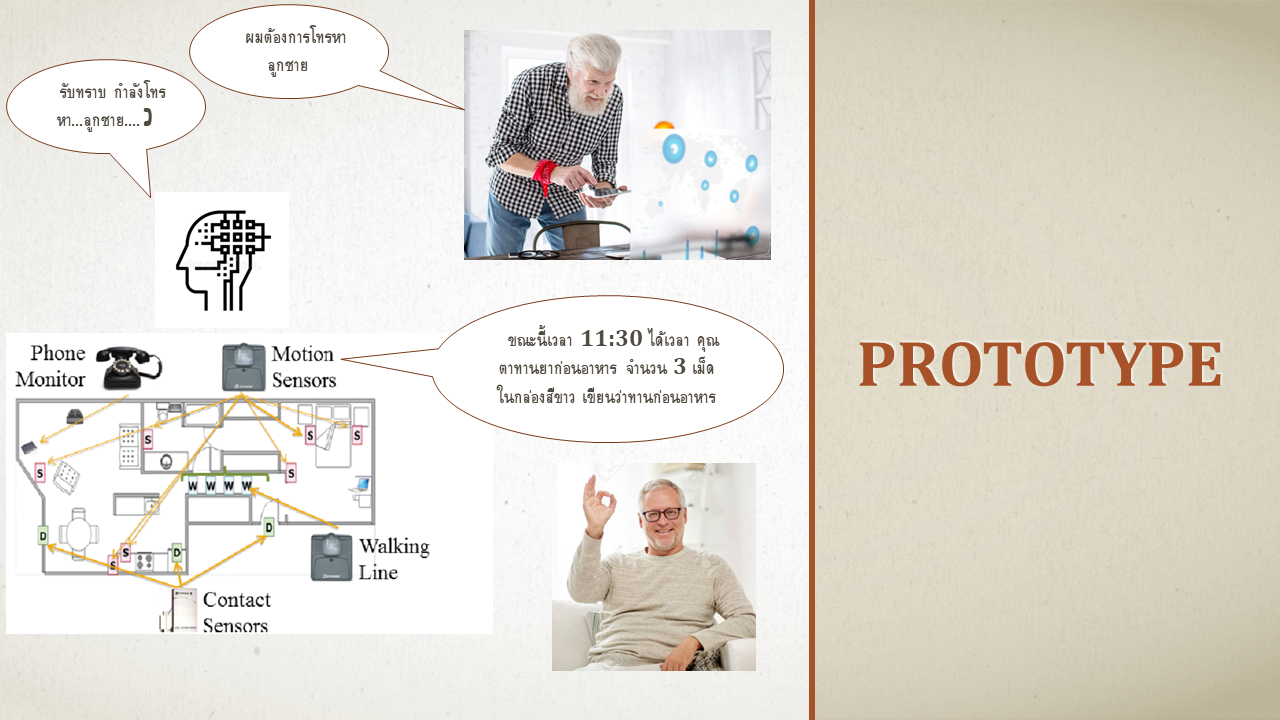 ผมต้องการโทรหา
ลูกชาย
รับทราบ กำลังโทร
หา...ลูกชาย....
PROTOTYPE
ขณะนี้เวลา 11:30 ได้เวลา คุณ
ตาทานยาก่อนอาหาร จำนวน 3 เม็ด
ในกล่องสีขาว เขียนว่าทานก่อนอาหาร
Phone
Monitor
Motion
Sensors
S
S
S
S
S
W W W W
D
D
D
S
S
Walking
Line
Contact
Sensors